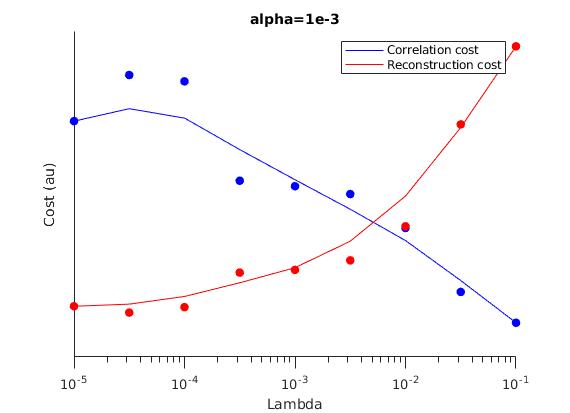 alpha=1e-3
Correlation cost
Reconstruction cost
Cost (au)
10^-5 10^-4 10^-3 10^-2 10^-1
Lambda